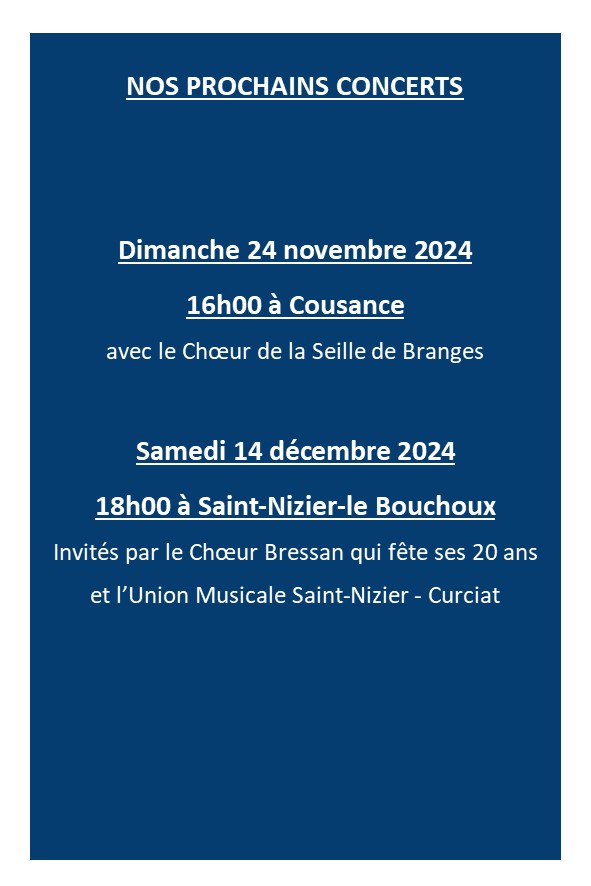 NOS PROCHAINS CONCERTS
Dimanche 24 novembre 2024
16h00 à Cousance
avec le Chœur de la Seille de Branges
Samedi 14 décembre 2024
18h00 à Saint-Nizier-le Bouchoux
Invités par le Chœur Bressan qui fête ses 20 ans
et l’Union Musicale Saint-Nizier - Curciat